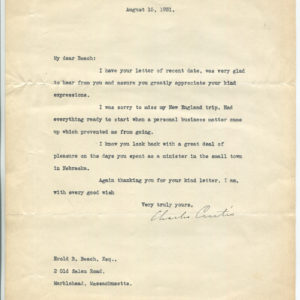 August 10, 1931.
My dear Beach:
I have your letter of recent date, was very glad
to hear from you and assure you greatly appreciate your kind
expressions.
I was sorry to miss my New England trip. Had
everything ready to start when a personal business matter came
up which prevented me from going.
I know you look back with a great deal of
pleasure on the days you spent as a minister in the small town
in Nebraska.
Again thanking you for your kind letter, I am,
with every good wish
Very truly yours,
Charles Curtis
Erold B. Beach, Esq.,
2 Old Salem Road,
Marblehead, Massachusetts.